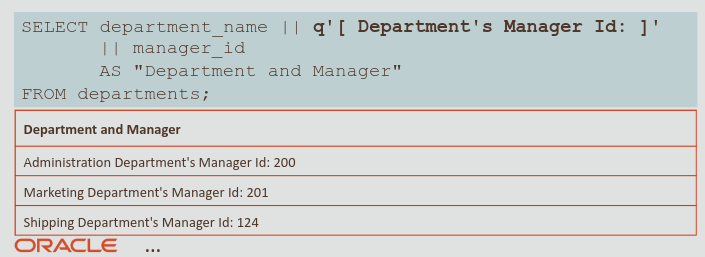 SELECT department_name || q'[ Department's Manager Id: ]'
|| manager_id
AS "Department and Manager"
FROM departments;
Department and Manager
Administration Department's Manager Id: 200
Marketing Department's Manager Id: 201
Shipping Department's Manager Id: 124
ORACLE ...